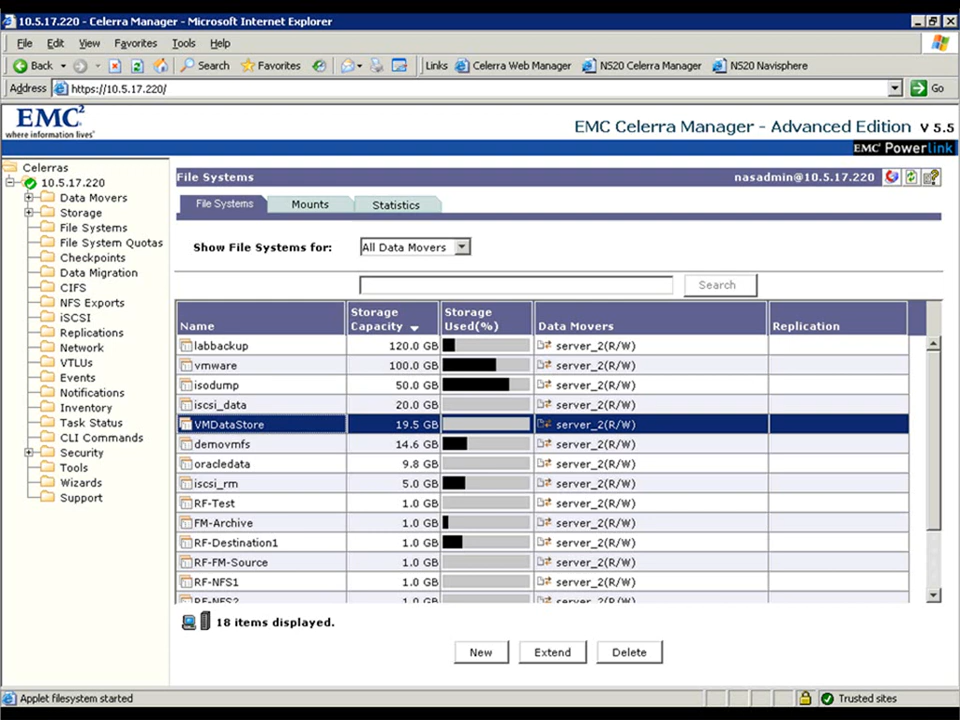 10.5.17.220 - Celerra Manager - Microsoft Internet Explorer
File Edit View Favorites Tools Help
Back Search Favorites Links Celerra Web Manager NS20 Celerra Manager NS20 Navisphere
Address https://10.5.17.220/ Go
EMC²
where information lives®
EMC Celerra Manager - Advanced Edition v 5.5
EMC² Powerlink
Celerras
10.5.17.220
Data Movers
Storage
File Systems
File System Quotas
Checkpoints
Data Migration
CIFS
NFS Exports
iSCSI
Replications
Network
VTLUs
Events
Notifications
Inventory
Task Status
CLI Commands
Security
Tools
Wizards
Support
File Systems nasadmin@10.5.17.220
File Systems Mounts Statistics
Show File Systems for: All Data Movers
Search
Name Storage Capacity Storage Used(%) Data Movers Replication
labbackup 120.0 GB server_2(R/W)
vmware 100.0 GB server_2(R/W)
isodump 50.0 GB server_2(R/W)
iscsi_data 20.0 GB server_2(R/W)
VMDataStore 19.5 GB server_2(R/W)
demovmfs 14.6 GB server_2(R/W)
oracledata 9.8 GB server_2(R/W)
iscsi_rm 5.0 GB server_2(R/W)
RF-Test 1.0 GB server_2(R/W)
FM-Archive 1.0 GB server_2(R/W)
RF-Destination1 1.0 GB server_2(R/W)
RF-FM-Source 1.0 GB server_2(R/W)
RF-NFS1 1.0 GB server_2(R/W)
RF-NFS2 1.0 GB server_2(R/W)
18 items displayed.
New Extend Delete
Applet filesystem started Trusted sites